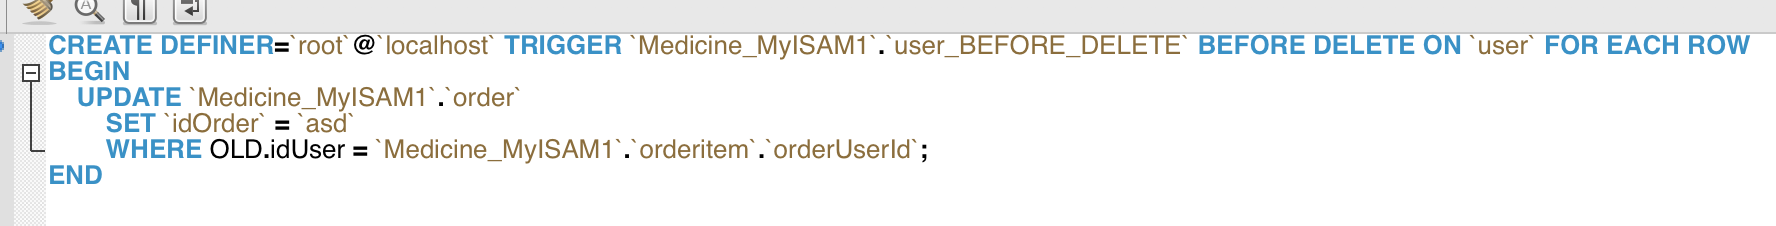 CREATE DEFINER=`root`@`localhost` TRIGGER `Medicine_MyISAM1`.`user_BEFORE_DELETE` BEFORE DELETE ON `user` FOR EACH ROW
BEGIN
UPDATE `Medicine_MyISAM1`.`order`
SET `idOrder` = `asd`
WHERE OLD.idUser = `Medicine_MyISAM1`.`orderitem`.`orderUserId`;
END